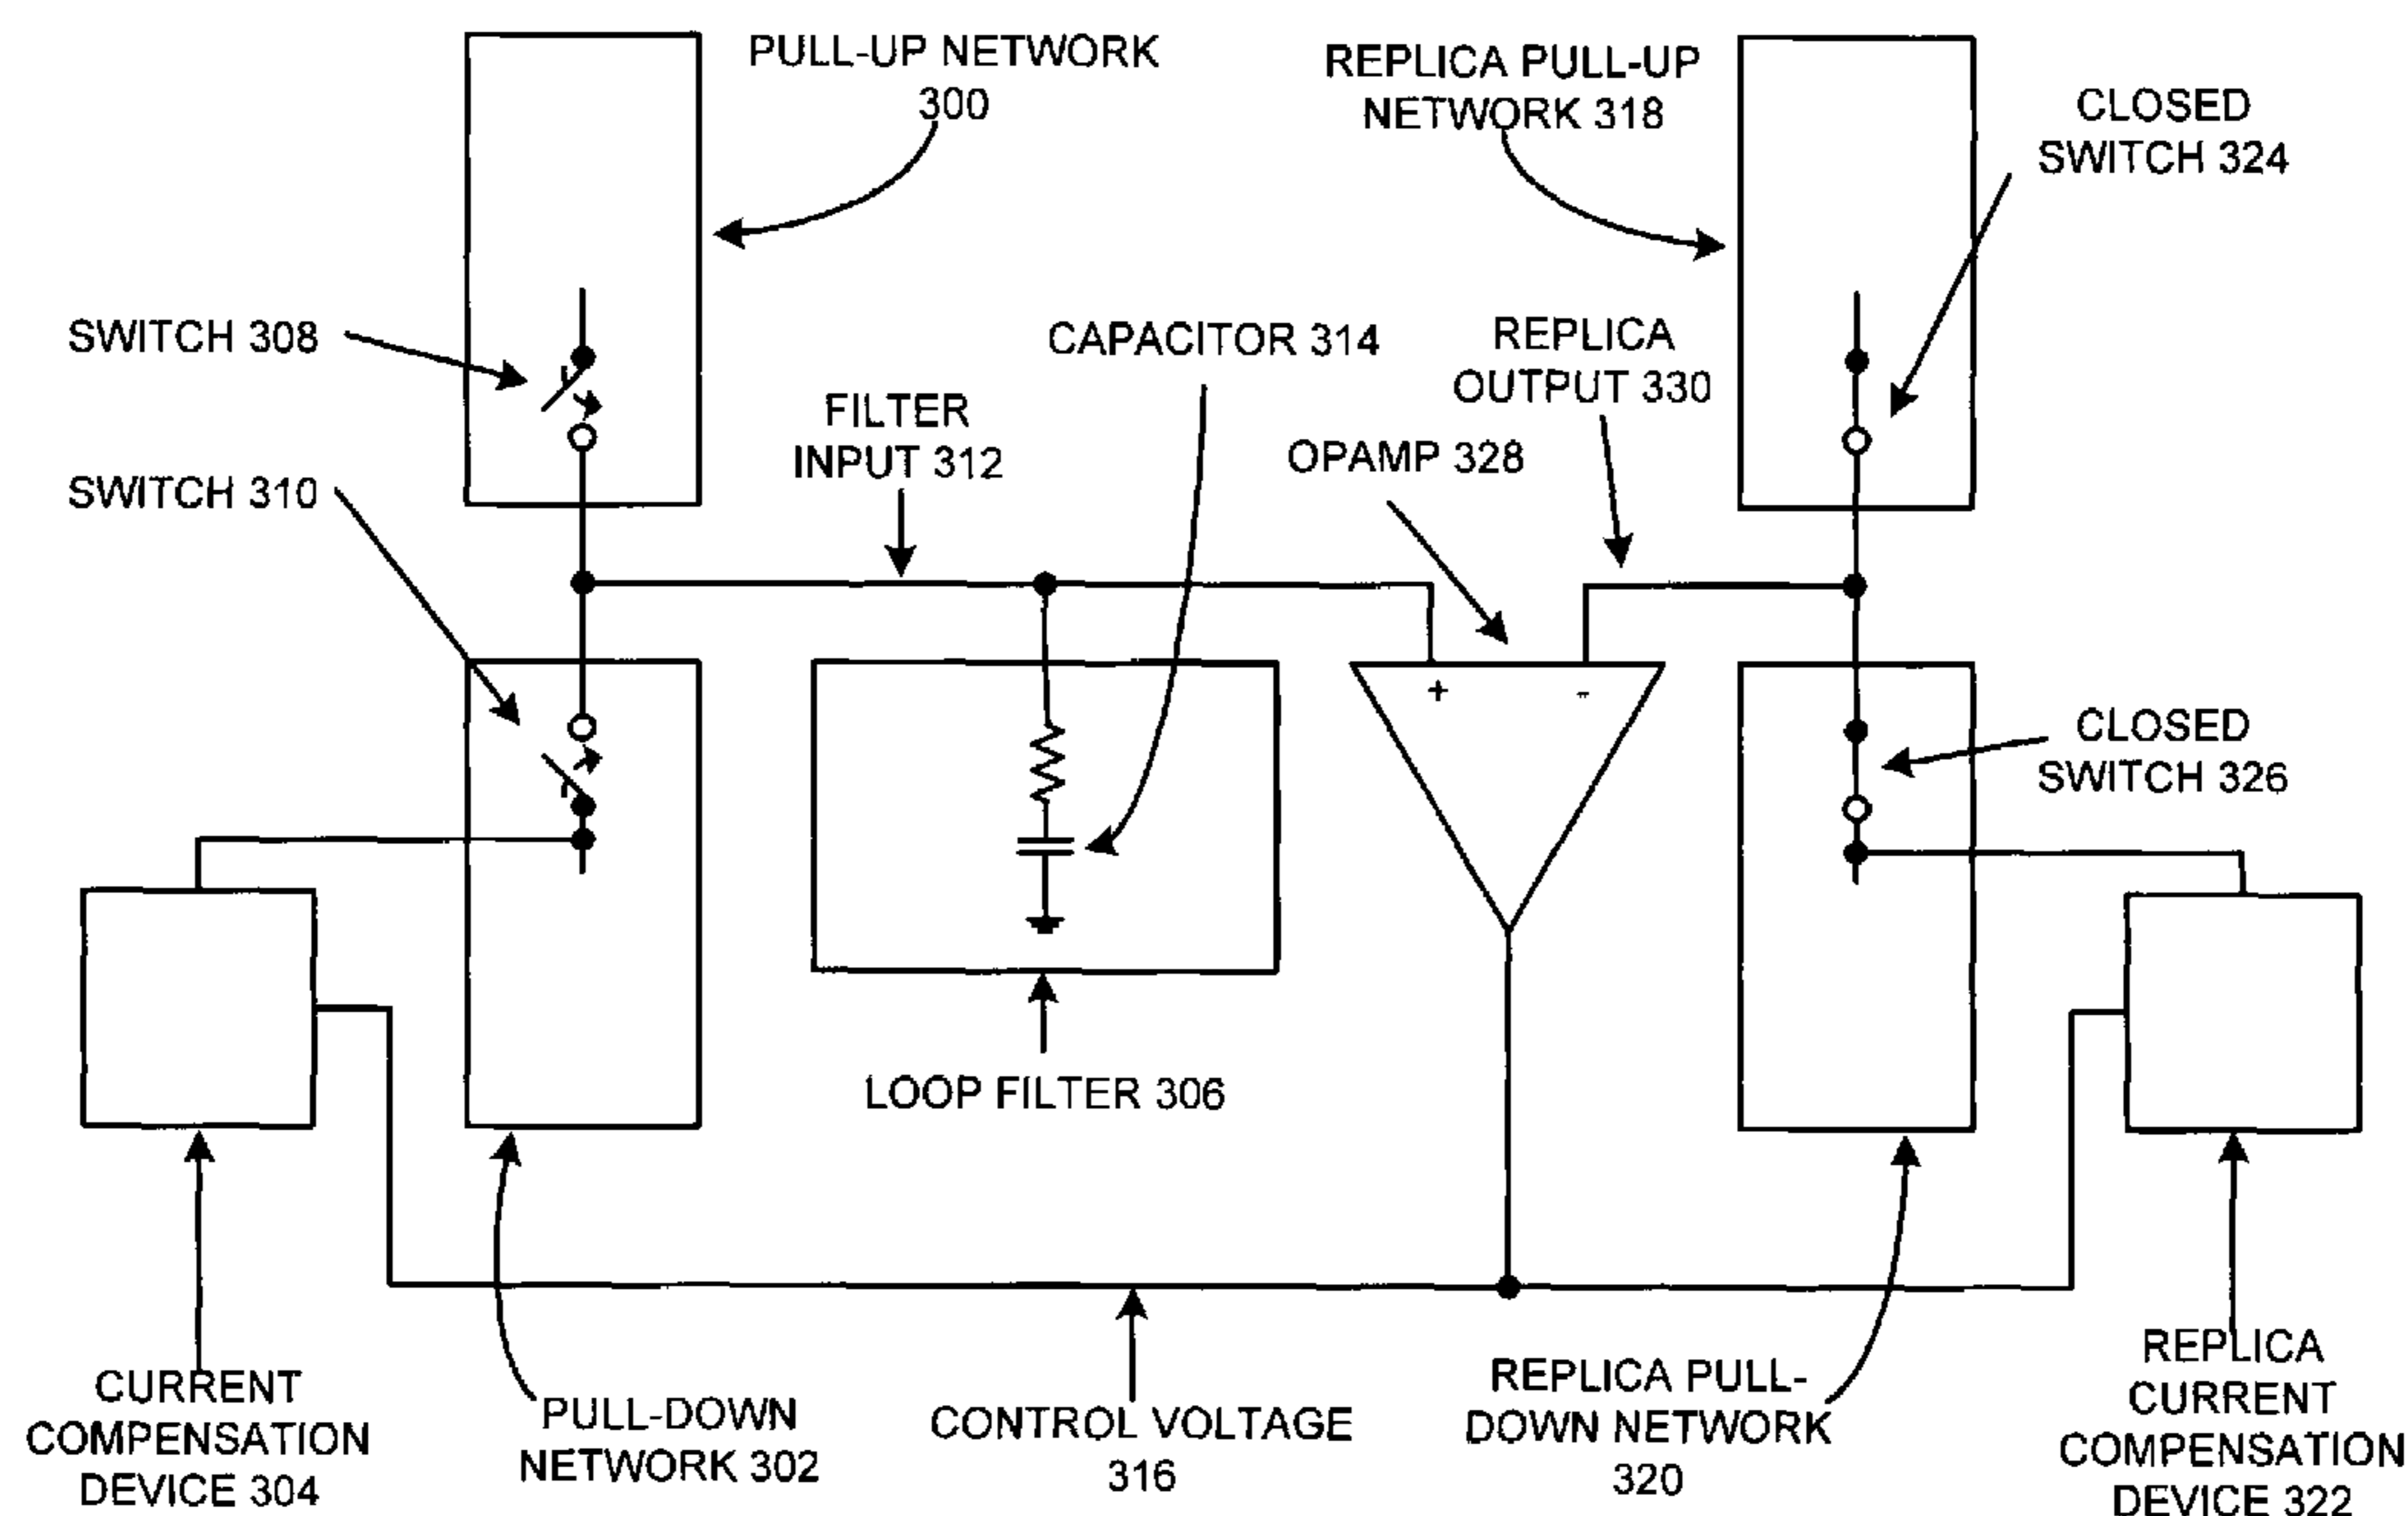 PULL-UP NETWORK
300
REPLICA PULL-UP
NETWORK 318
CLOSED
SWITCH 324
SWITCH 308
CAPACITOR 314
REPLICA
OUTPUT 330
FILTER
INPUT 312
OPAMP 328
SWITCH 310
+
-
CLOSED
SWITCH 326
LOOP FILTER 306
CURRENT
COMPENSATION
DEVICE 304
PULL-DOWN
NETWORK 302
CONTROL VOLTAGE
316
REPLICA PULL-
DOWN NETWORK
320
REPLICA
CURRENT
COMPENSATION
DEVICE 322